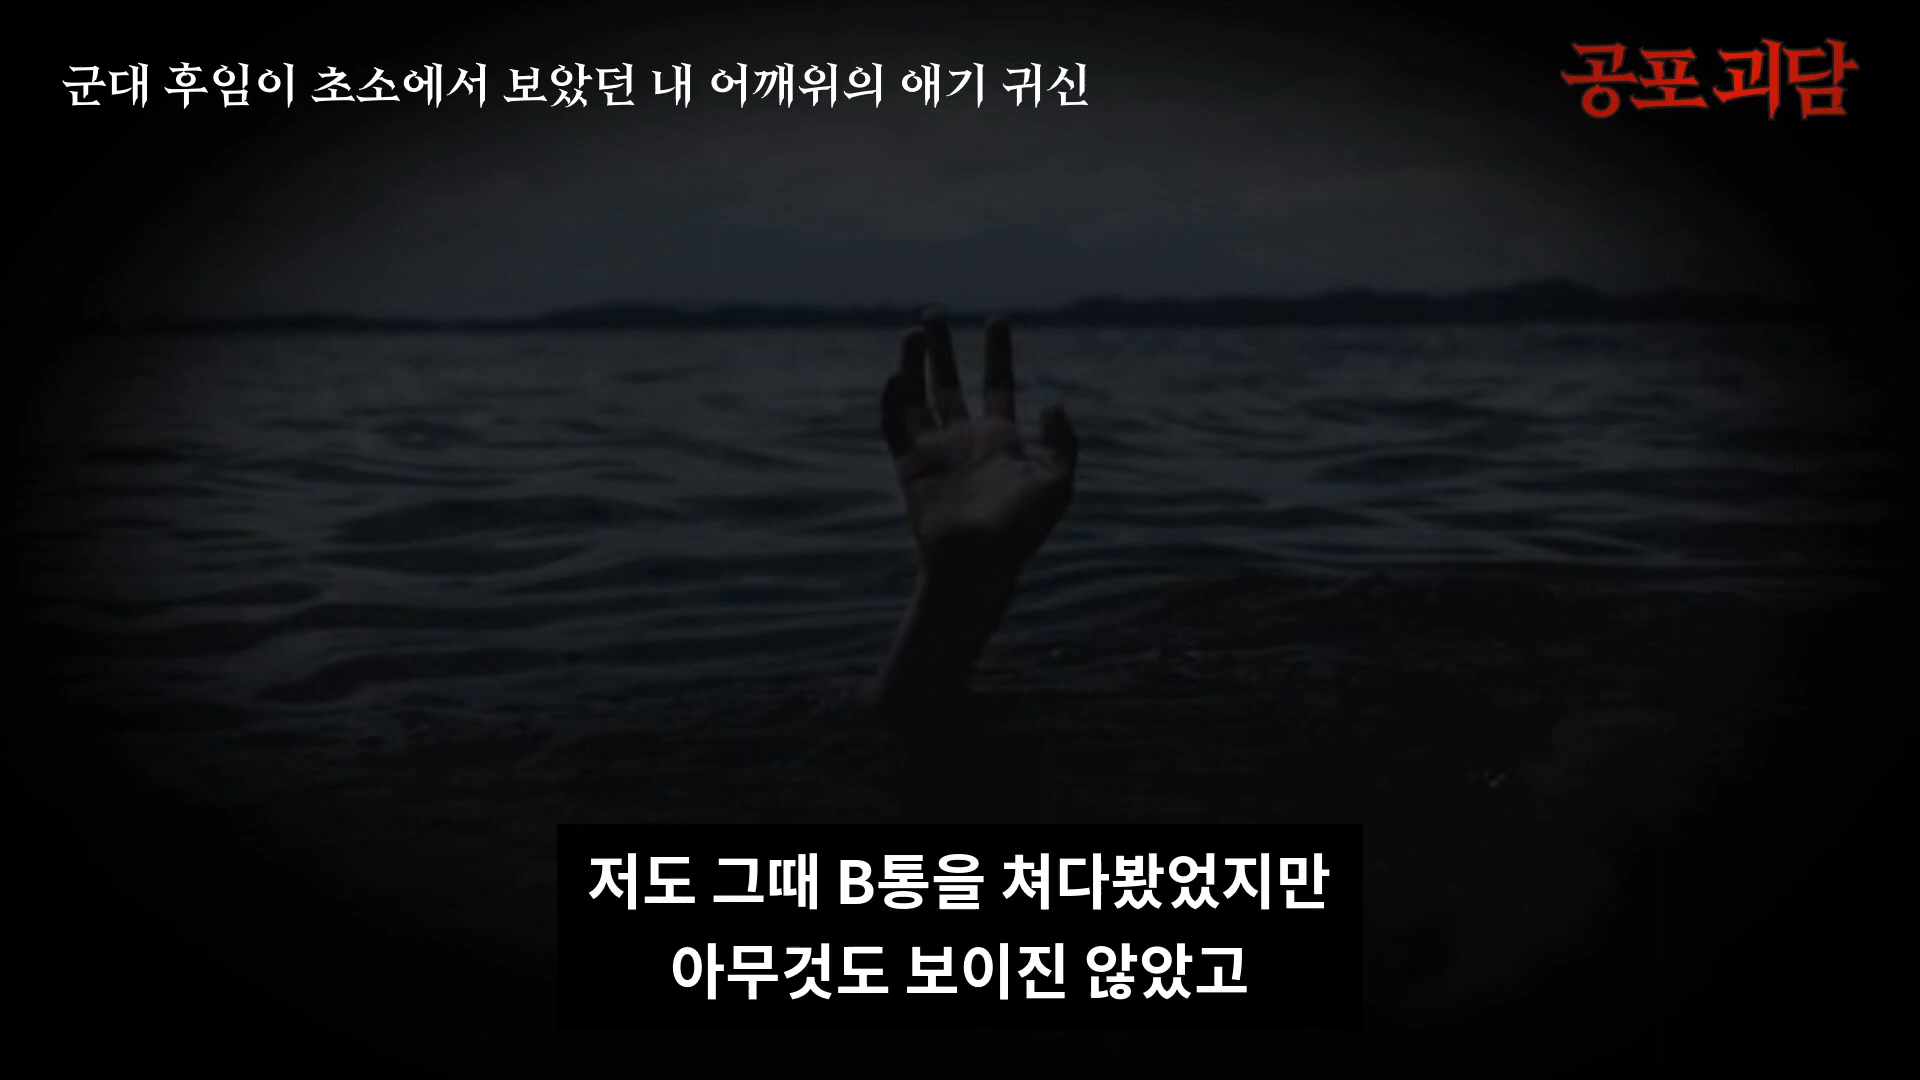 군대 후임이 초소에서 보았던 내 어깨위의 애기 귀신
공포괴담
저도 그때 B통을 쳐다봤었지만
아무것도 보이진 않았고